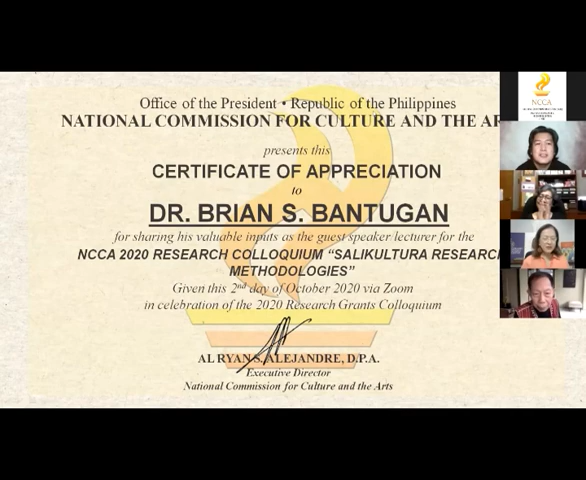 Office of the President • Republic of the Philippines
NATIONAL COMMISSION FOR CULTURE AND THE AR
presents this
CERTIFICATE OF APPRECIATION
to
DR. BRIAN S. BANTUGAN
for sharing his valuable inputs as the guest speaker/lecturer for the
NCCA 2020 RESEARCH COLLOQUIUM “SALIKULTURA RESEARC
METHODOLOGIES”
Given this 2nd day of October 2020 via Zoom
in celebration of the 2020 Research Grants Colloquium
AL RYAN S. ALEJANDRE, D.P.A.
Executive Director
National Commission for Culture and the Arts
NCCA